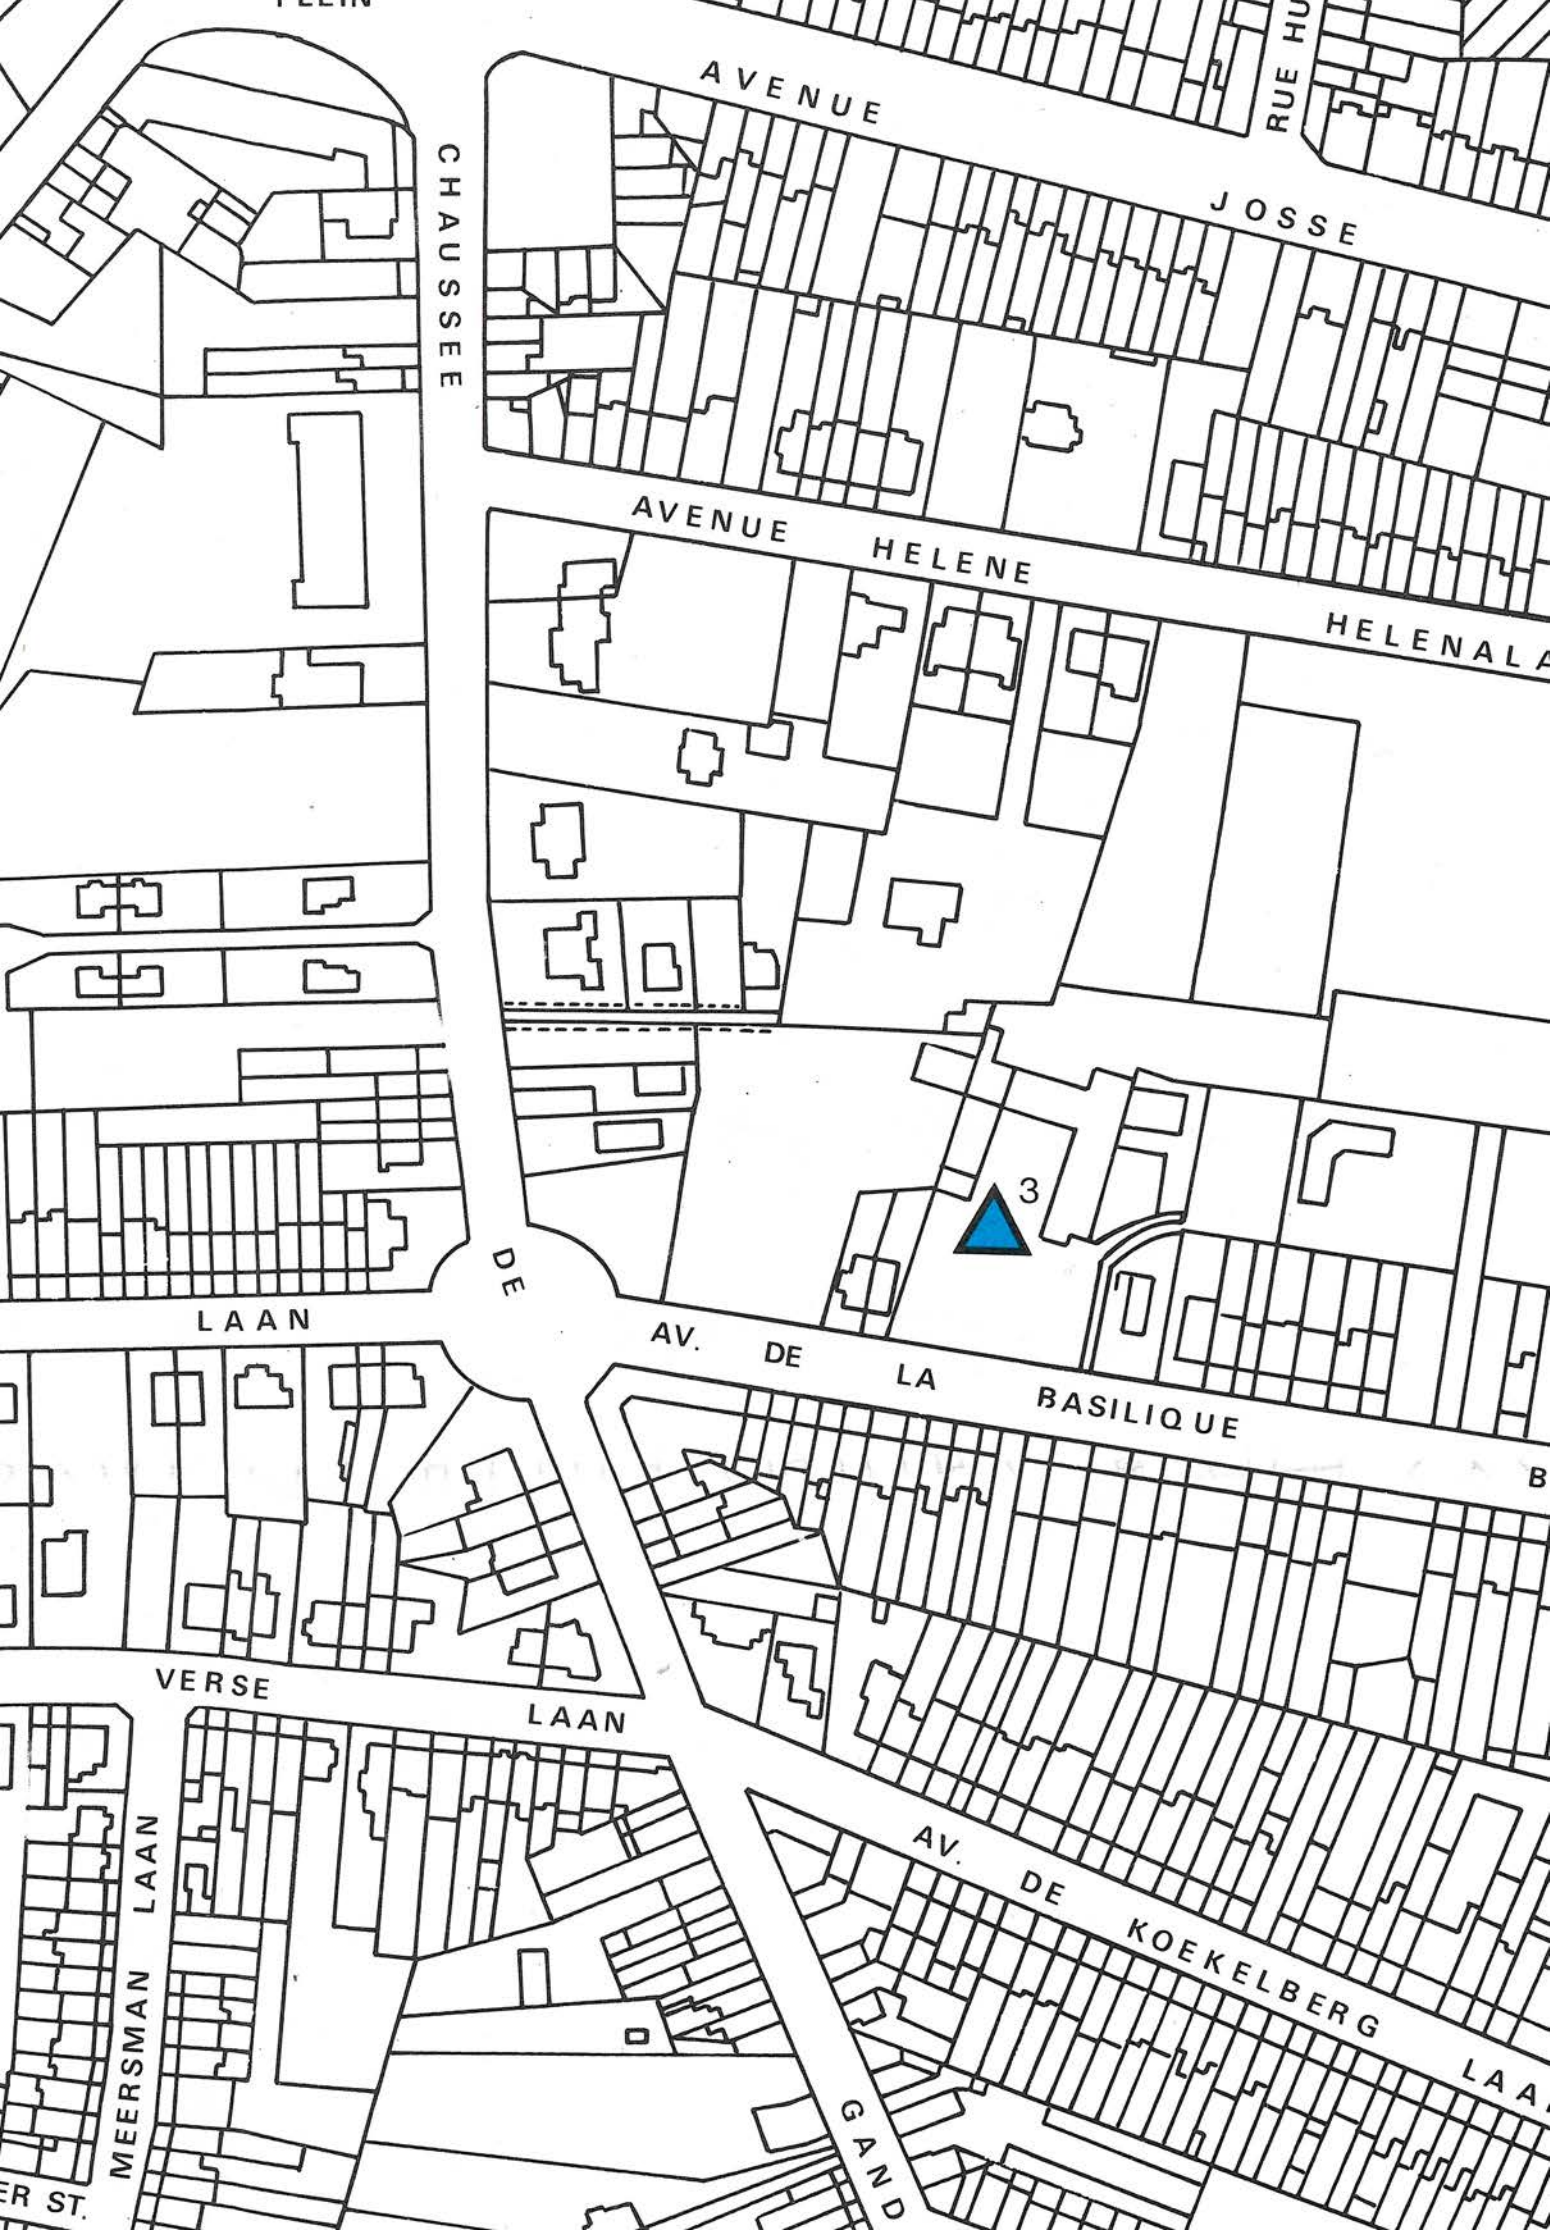 PLEIN
RUE HU
AVENUE
JOSSE
CHAUSSEE
AVENUE HELENE
HELENALA
3
DE
LAAN
AV. DE LA BASILIQUE
B
VERSE LAAN
MEERSMAN LAAN
AV. DE KOEKELBERG
LAA
GAND
ER ST.